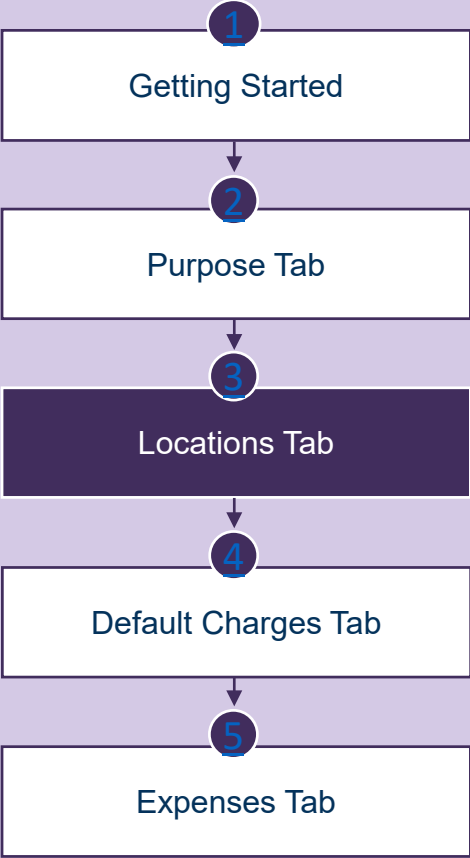 1
Getting Started
2
Purpose Tab
3
Locations Tab
4
Default Charges Tab
5
Expenses Tab